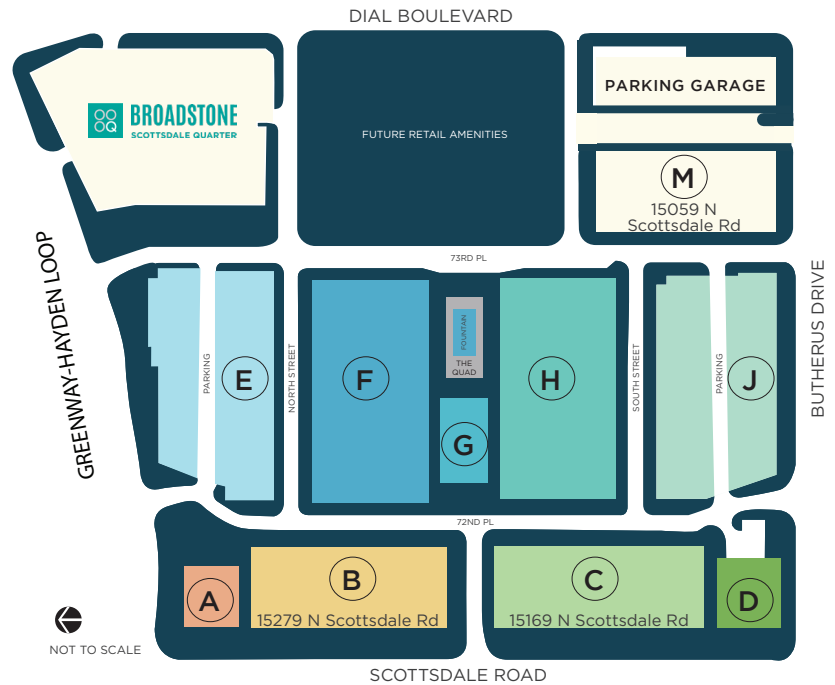 DIAL BOULEVARD
OO
OQ
BROADSTONE
SCOTTSDALE QUARTER
FUTURE RETAIL AMENITIES
PARKING GARAGE
M
15059 N
Scottsdale Rd
73RD PL
GREENWAY-HAYDEN LOOP
PARKING
E
NORTH STREET
F
FOUNTAIN
THE
QUAD
G
H
SOUTH STREET
PARKING
J
BUTHERUS DRIVE
72ND PL
A
B
15279 N Scottsdale Rd
C
15169 N Scottsdale Rd
D
NOT TO SCALE
SCOTTSDALE ROAD